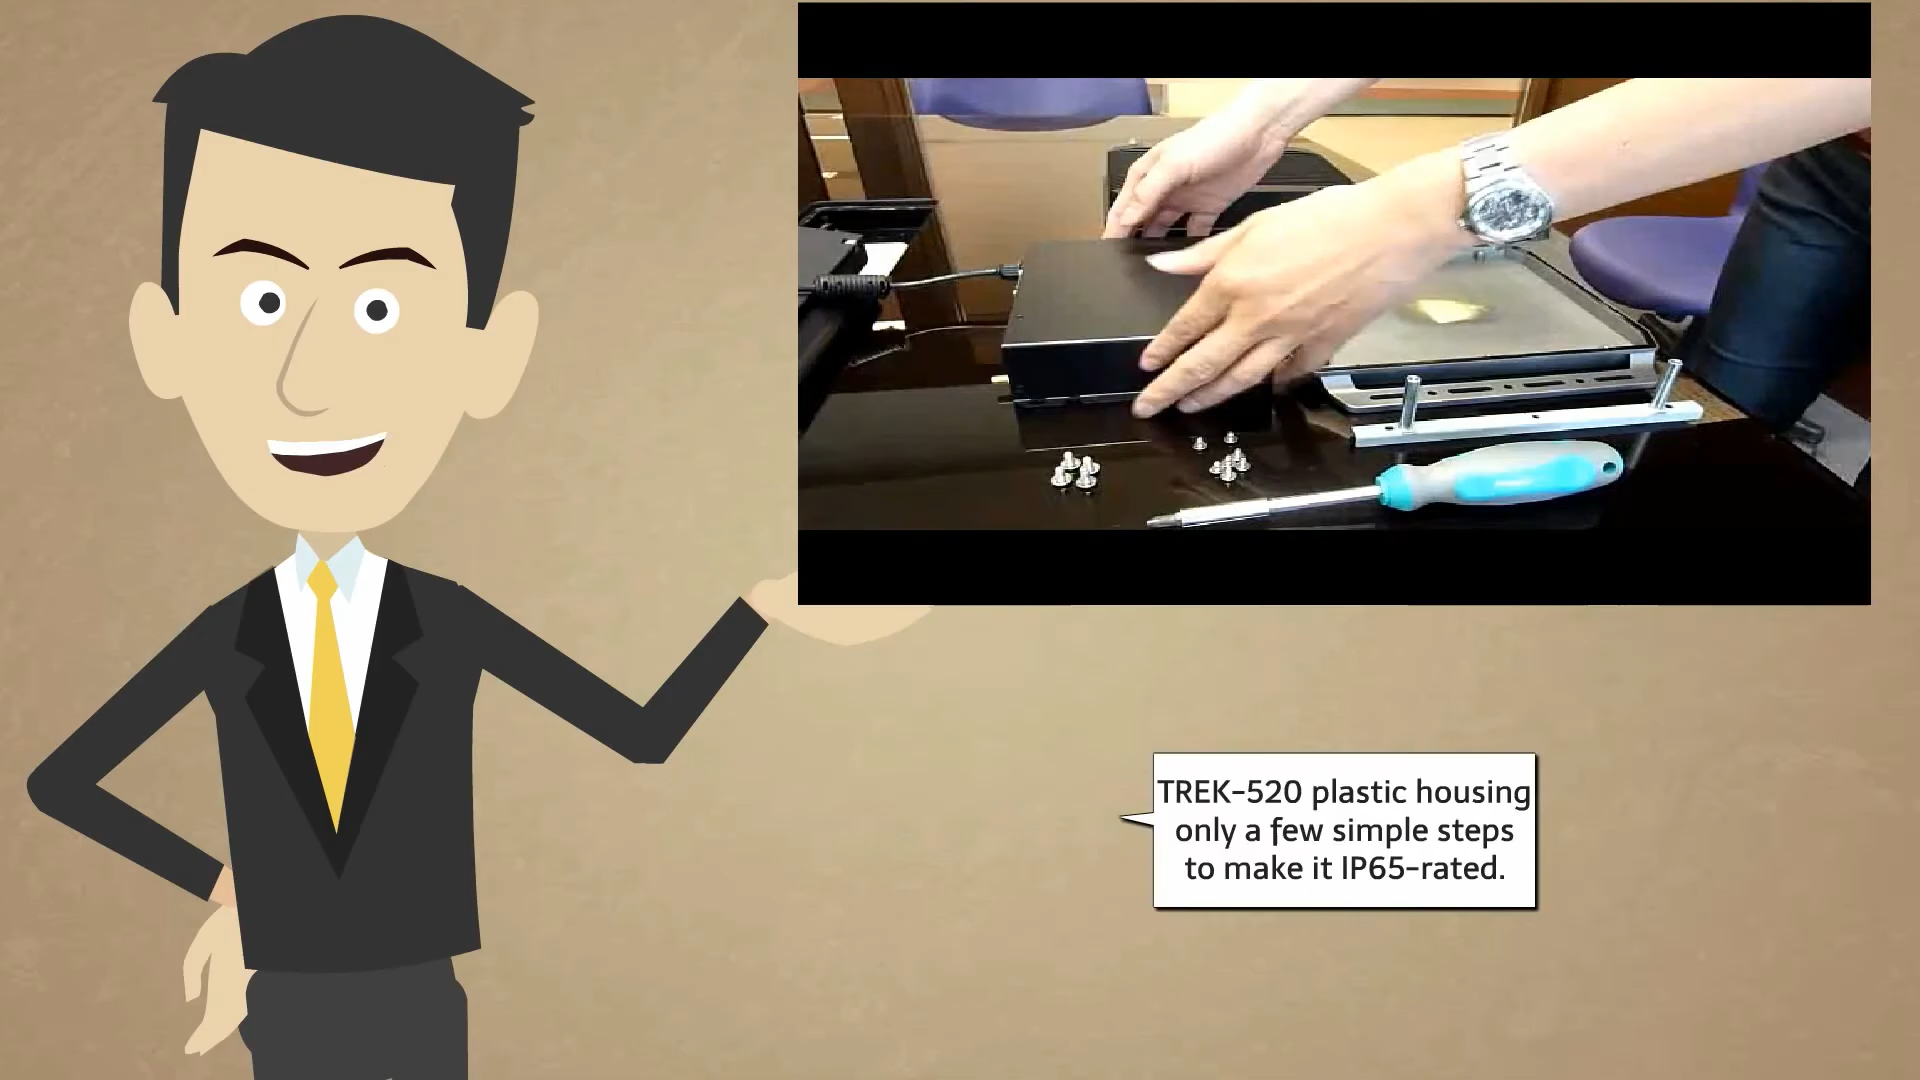 TREK-520 plastic housing
only a few simple steps
to make it IP65-rated.